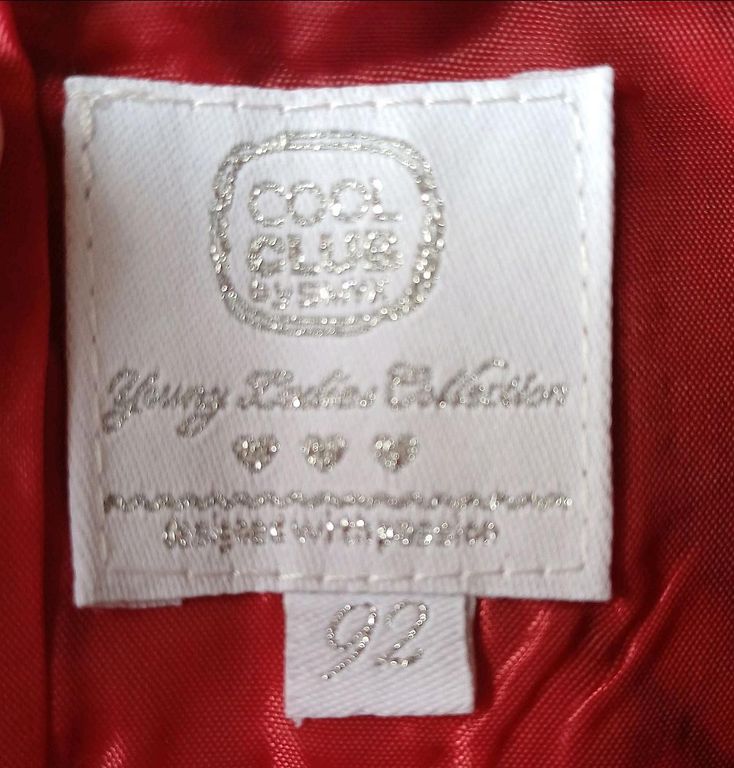 COOL
CLUB
By SMYK
Young Ladies Collection
designed with passion
92